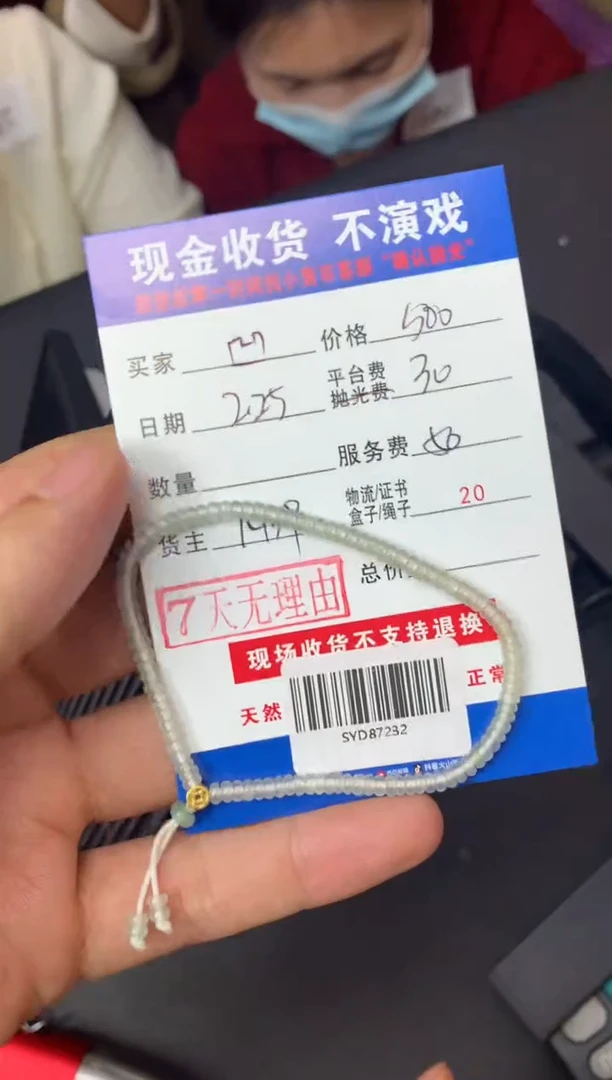 现金收货 不演戏
买家 价格 500
日期 2.25 平台费 30
抛光费
数量 服务费
货主 物流/证书 20
盒子/绳子
7天无理由 总价
现场收货不支持退换
天然 正常
SYD87232